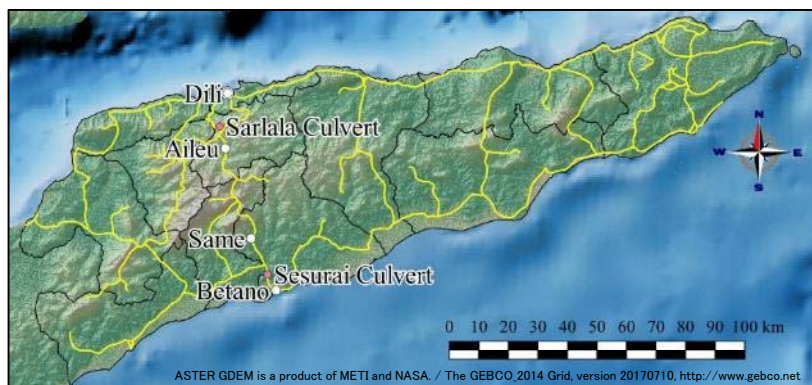 Dili
Sarlala Culvert
Aileu
N
W E
S
Same
Sesurai Culvert
Betano
0 10 20 30 40 50 60 70 80 90 100 km
ASTER GDEM is a product of METI and NASA. / The GEBCO_2014 Grid, version 20170710, http://www.gebco.net